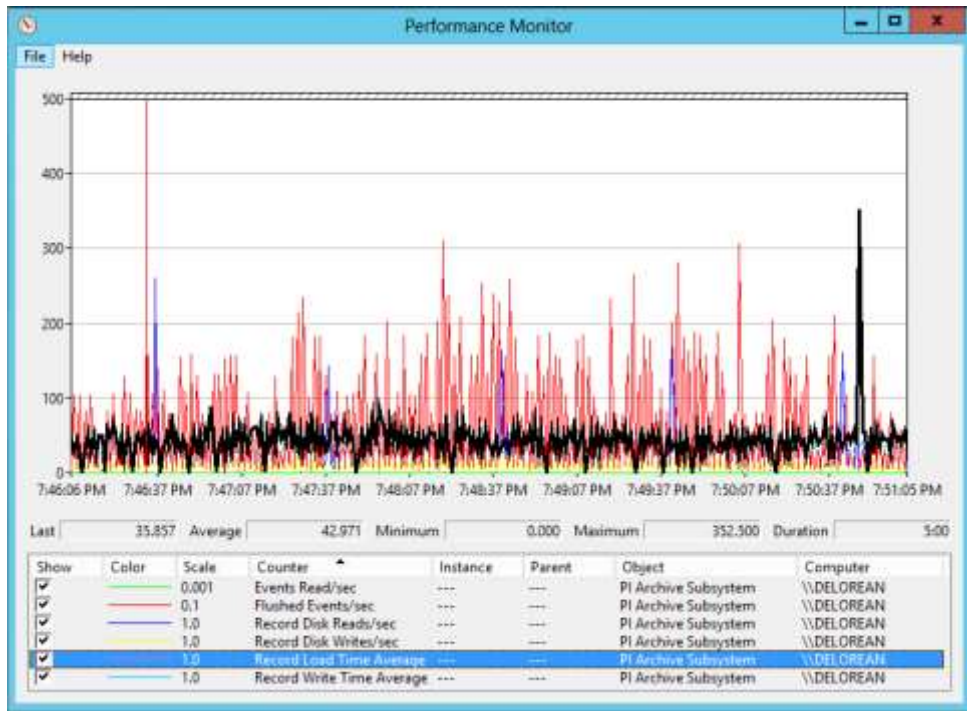 Performance Monitor
File Help
500
400
300
200
100
0
7:46:06 PM 7:46:37 PM 7:47:07 PM 7:47:37 PM 7:48:07 PM 7:48:37 PM 7:49:07 PM 7:49:37 PM 7:50:07 PM 7:50:37 PM 7:51:05 PM
Last 35.857 Average 42.971 Minimum 0.000 Maximum 352.500 Duration 5:00
Show Color Scale Counter Instance Parent Object Computer
0.001 Events Read/sec --- --- PI Archive Subsystem \\DELOREAN
0.1 Flushed Events/sec --- --- PI Archive Subsystem \\DELOREAN
1.0 Record Disk Reads/sec --- --- PI Archive Subsystem \\DELOREAN
1.0 Record Disk Writes/sec --- --- PI Archive Subsystem \\DELOREAN
1.0 Record Load Time Average --- --- PI Archive Subsystem \\DELOREAN
1.0 Record Write Time Average --- --- PI Archive Subsystem \\DELOREAN